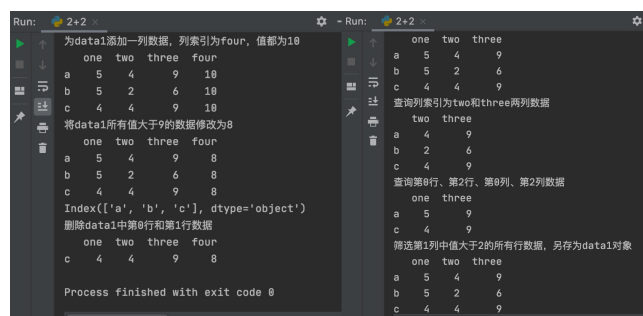 Run: 2+2 ×
为data1添加一列数据，列索引为four，值都为10
one two three four
a 5 4 9 10
b 5 2 6 10
c 4 4 9 10
将data1所有值大于9的数据修改为8
one two three four
a 5 4 9 8
b 5 2 6 8
c 4 4 9 8
Index(['a', 'b', 'c'], dtype='object')
删除data1中第0行和第1行数据
one two three four
c 4 4 9 8
Process finished with exit code 0
Run: 2+2 ×
one two three
a 5 4 9
b 5 2 6
c 4 4 9
查询列索引为two和three两列数据
two three
a 4 9
b 2 6
c 4 9
查询第0行、第2行、第0列、第2列数据
one three
a 5 9
c 4 9
筛选第1列中值大于2的所有行数据，另存为data1对象
one two three
a 5 4 9
b 5 2 6
c 4 4 9